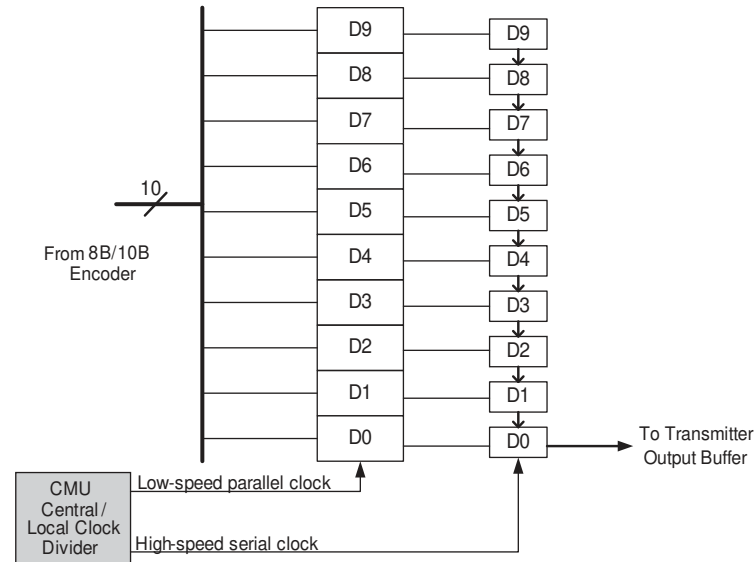 D9 D9
D8 D8
D7 D7
D6 D6
10
D5 D5
From 8B/10B
Encoder
D4 D4
D3 D3
D2 D2
D1 D1
D0 D0
To Transmitter
Output Buffer
CMU
Central/
Local Clock
Divider
Low-speed parallel clock
High-speed serial clock